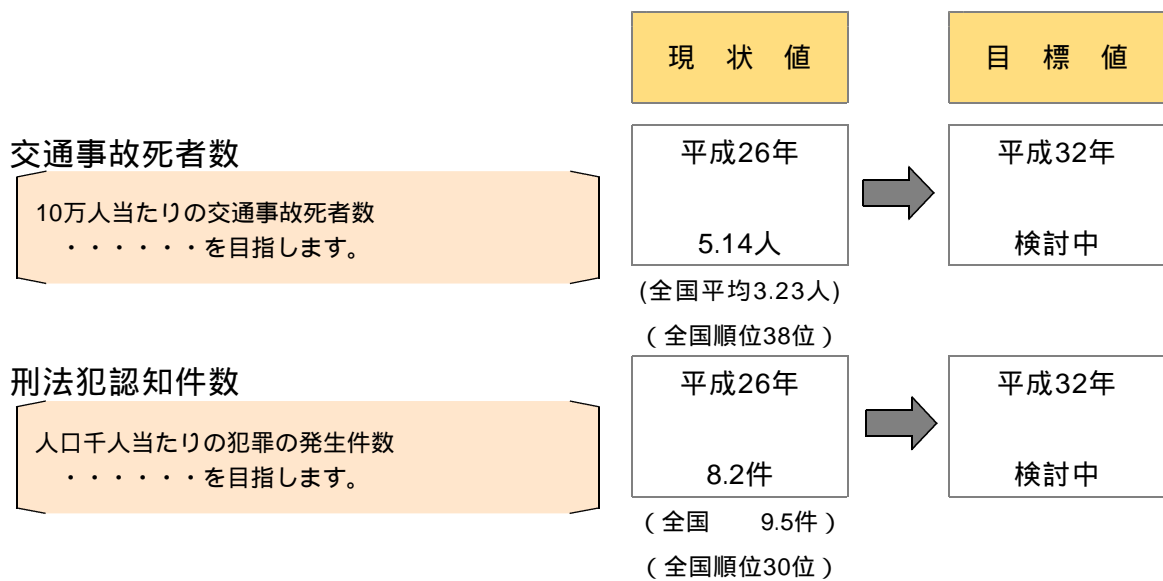 現 状 値
目 標 値
交通事故死者数
10万人当たりの交通事故死者数
・・・・・・を目指します。
平成26年
5.14人
(全国平均3.23人)
（全国順位38位）
平成32年
検討中
刑法犯認知件数
人口千人当たりの犯罪の発生件数
・・・・・・を目指します。
平成26年
8.2件
（全国　　9.5件）
（全国順位30位）
平成32年
検討中